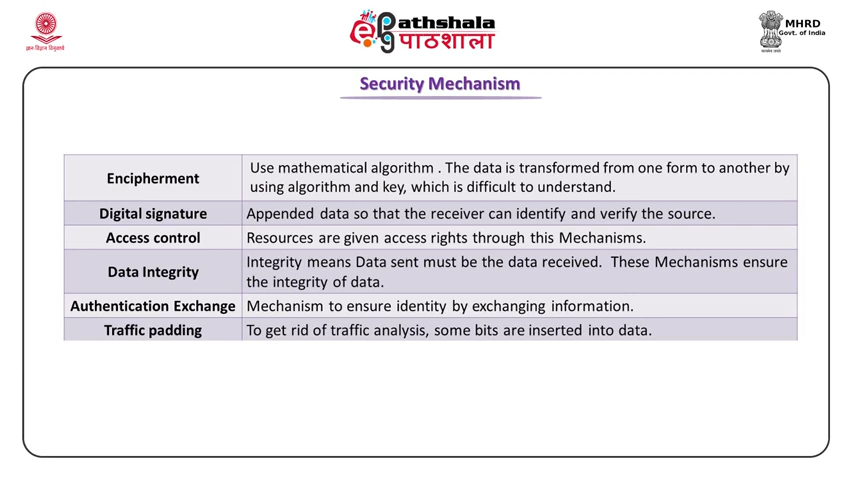 ज्ञान-विज्ञान विमुक्तये
epathshala
पाठशाला
MHRD
Govt. of India
सत्यमेव जयते
Security Mechanism
Encipherment
Use mathematical algorithm . The data is transformed from one form to another by
using algorithm and key, which is difficult to understand.
Digital signature
Appended data so that the receiver can identify and verify the source.
Access control
Resources are given access rights through this Mechanisms.
Data Integrity
Integrity means Data sent must be the data received. These Mechanisms ensure
the integrity of data.
Authentication Exchange
Mechanism to ensure identity by exchanging information.
Traffic padding
To get rid of traffic analysis, some bits are inserted into data.